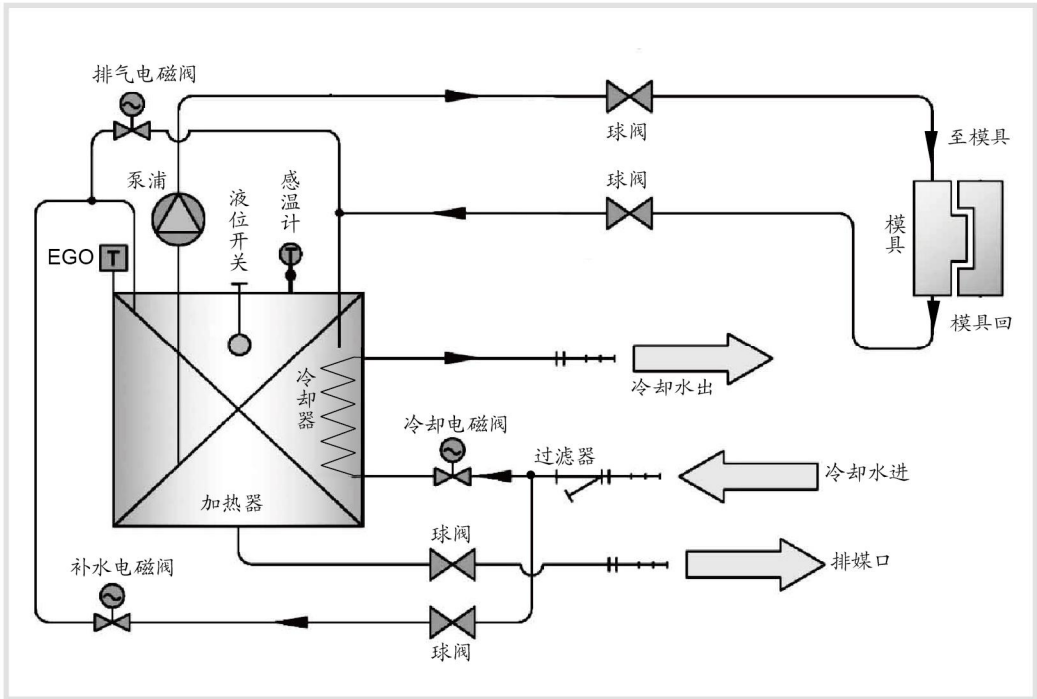 排气电磁阀
球阀
至模具
泵浦
液位开关
感温计
球阀
模具
EGO
T
T
模具回
冷却器
冷却水出
冷却电磁阀
过滤器
冷却水进
加热器
球阀
排媒口
补水电磁阀
球阀